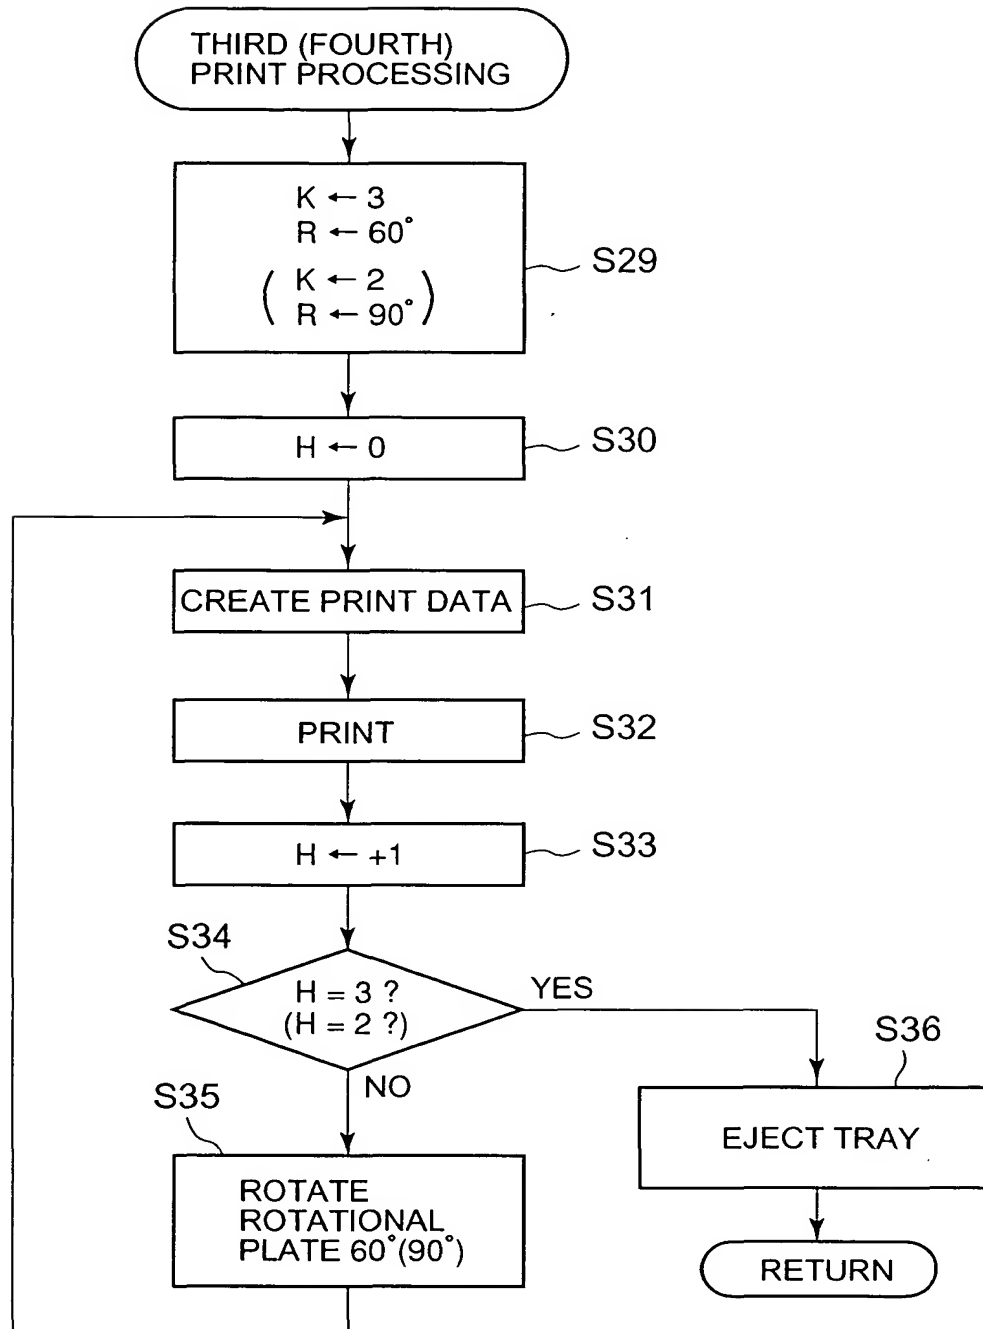 THIRD (FOURTH)
PRINT PROCESSING
K ← 3
R ← 60°
( K ← 2
R ← 90° )
S29
H ← 0
S30
CREATE PRINT DATA
S31
PRINT
S32
H ← +1
S33
S34
H = 3 ?
(H = 2 ?)
YES
NO
S36
EJECT TRAY
S35
ROTATE
ROTATIONAL
PLATE 60°(90°)
RETURN